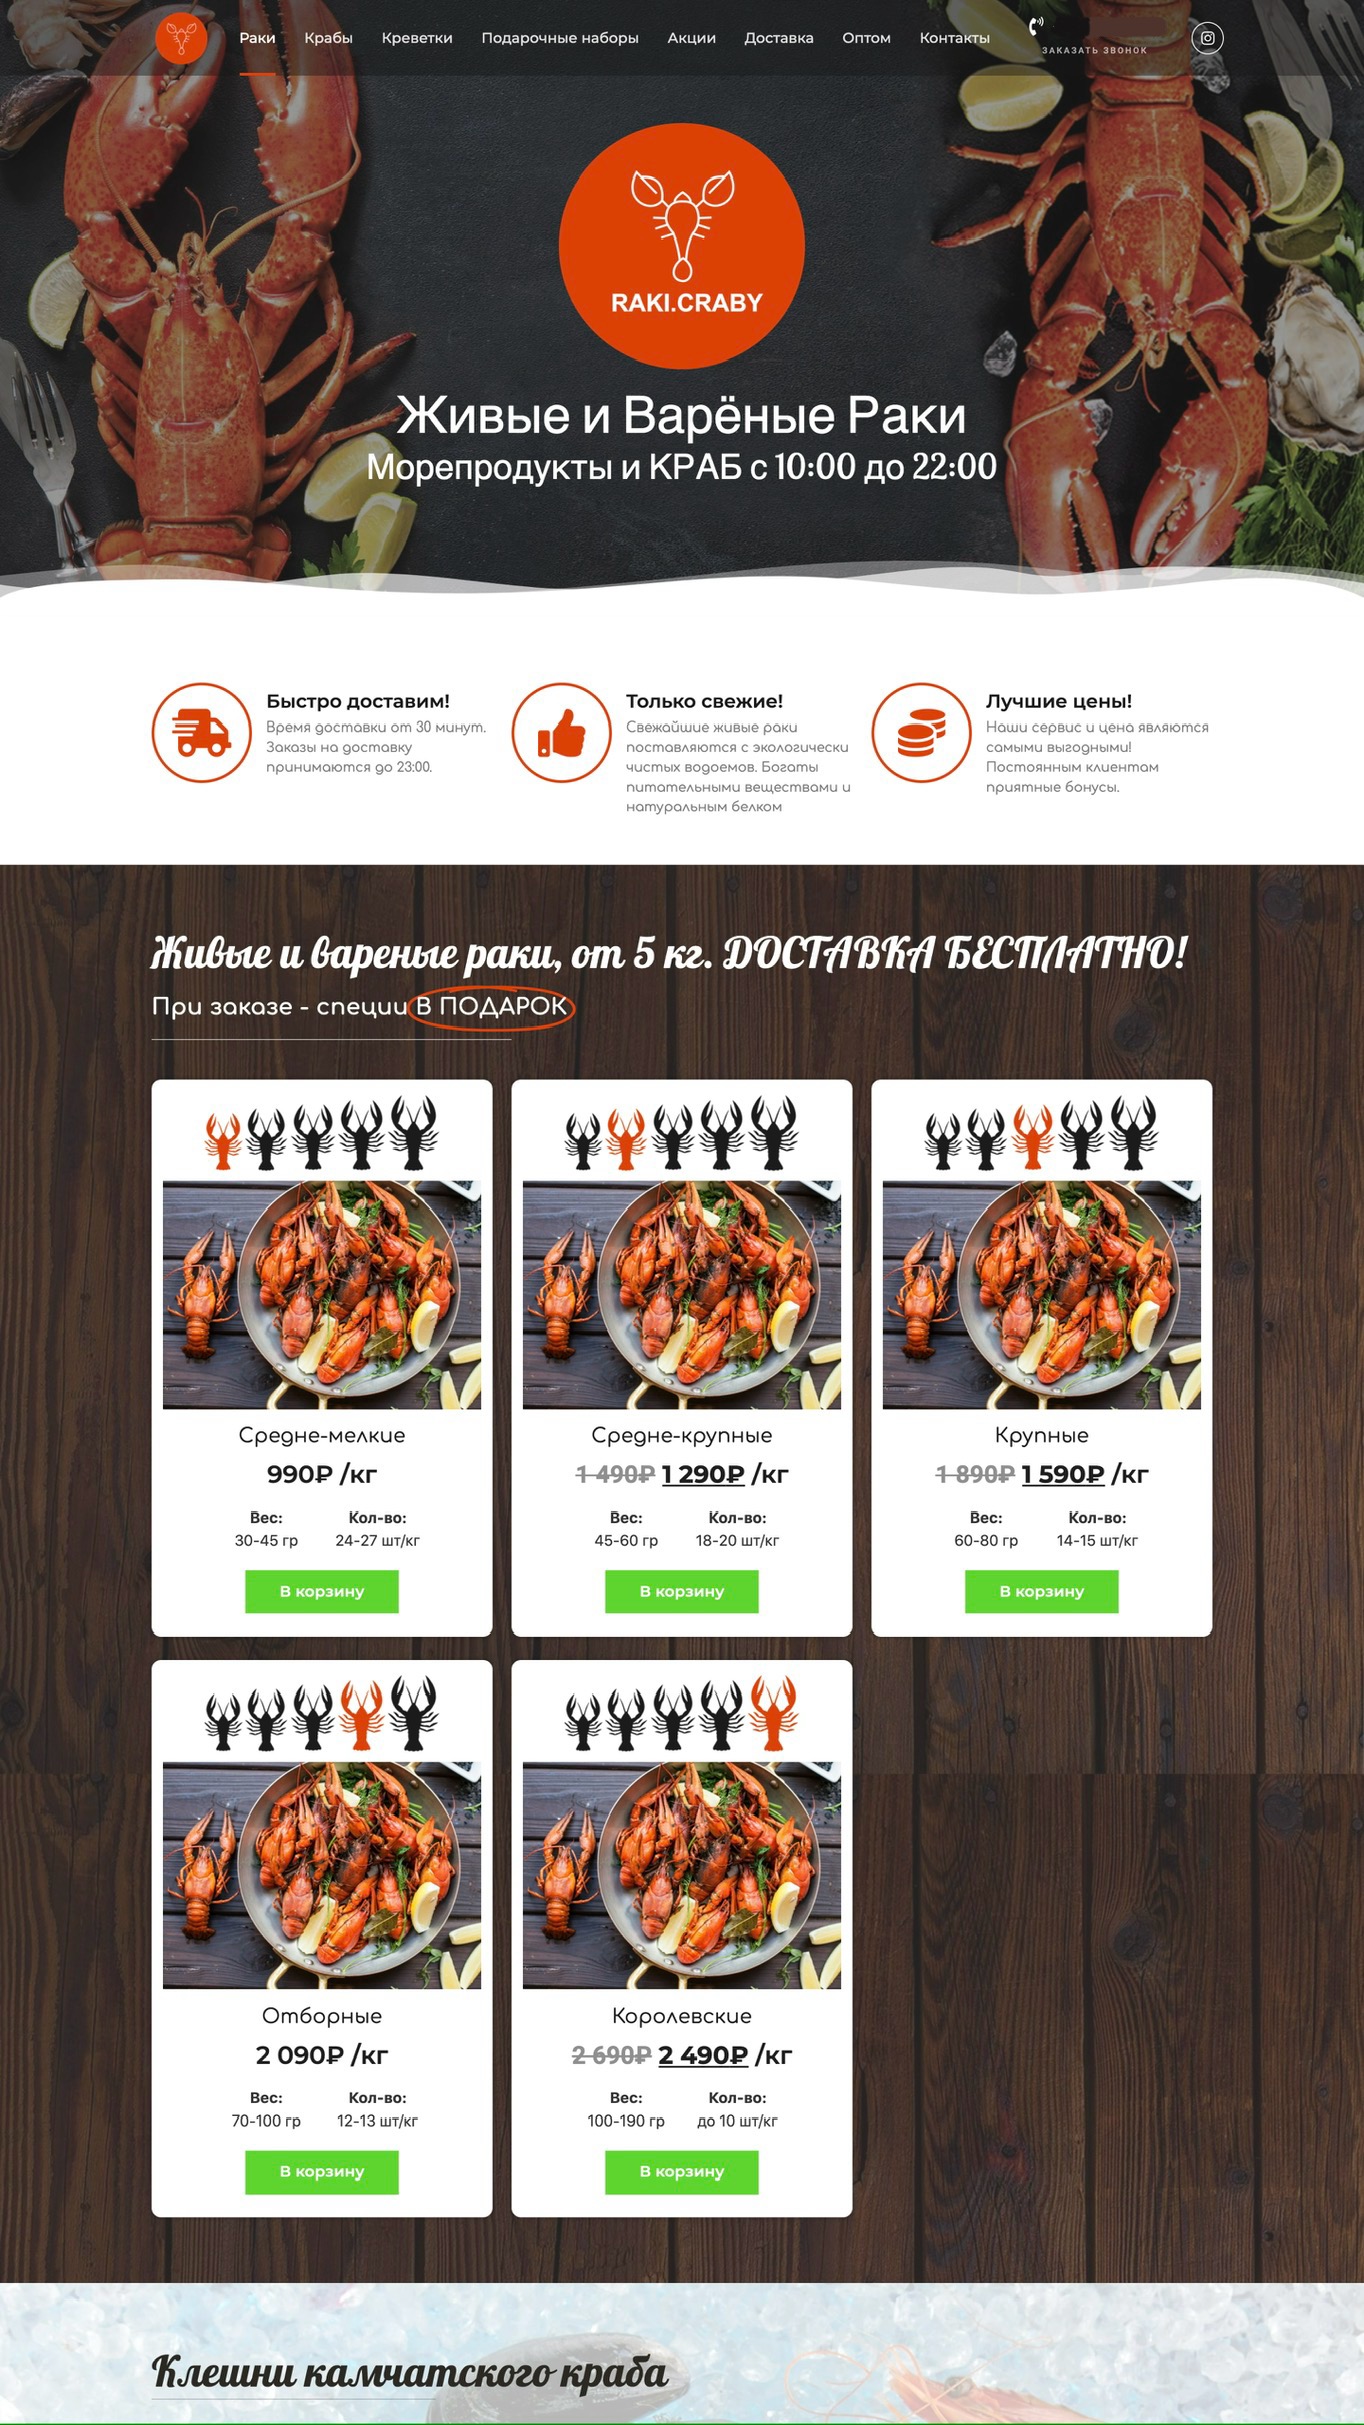 Раки Крабы Креветки Подарочные наборы Акции Доставка Оптом Контакты
ЗАКАЗАТЬ ЗВОНОК
RAKI.CRABY
Живые и Варёные Раки
Морепродукты и КРАБ с 10:00 до 22:00
Быстро доставим!
Время доставки от 30 минут.
Заказы на доставку
принимаются до 23:00.
Только свежие!
Свежайшие живые раки
поставляются с экологически
чистых водоемов. Богаты
питательными веществами и
натуральным белком
Лучшие цены!
Наши сервис и цена являются
самыми выгодными!
Постоянным клиентам
приятные бонусы.
Живые и вареные раки, от 5 кг. ДОСТАВКА БЕСПЛАТНО!
При заказе - специи В ПОДАРОК
Средне-мелкие
990₽ /кг
Вес: Кол-во:
30-45 гр 24-27 шт/кг
В корзину
Средне-крупные
1 490₽ 1 290₽ /кг
Вес: Кол-во:
45-60 гр 18-20 шт/кг
В корзину
Крупные
1 890₽ 1 590₽ /кг
Вес: Кол-во:
60-80 гр 14-15 шт/кг
В корзину
Отборные
2 090₽ /кг
Вес: Кол-во:
70-100 гр 12-13 шт/кг
В корзину
Королевские
2 690₽ 2 490₽ /кг
Вес: Кол-во:
100-190 гр до 10 шт/кг
В корзину
Клешни камчатского краба